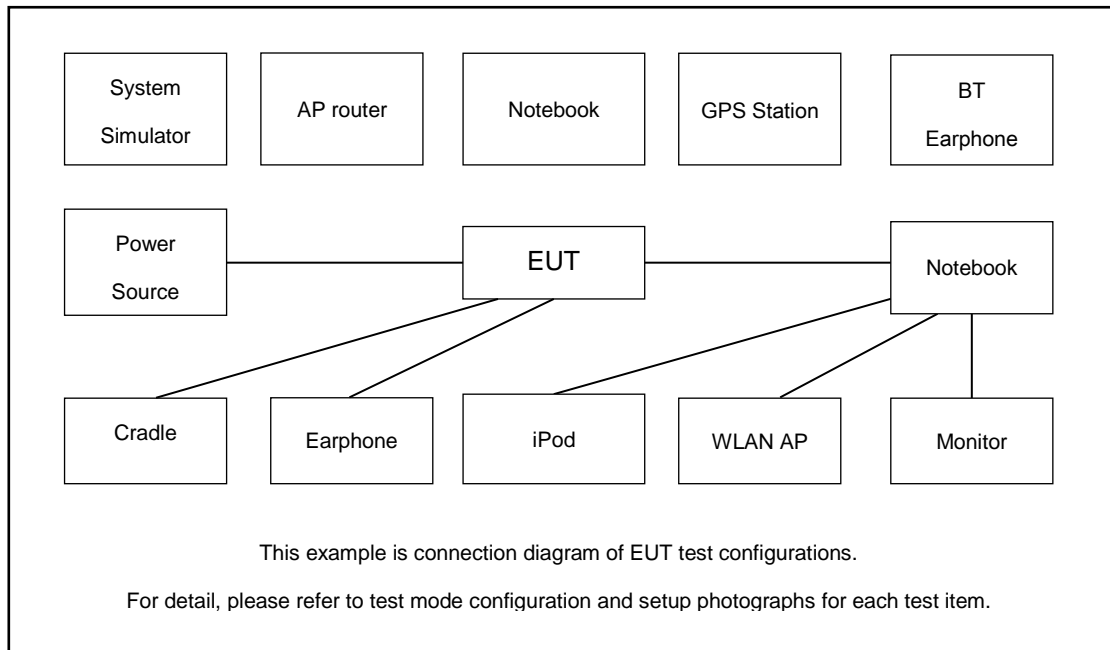 System
Simulator
AP router
Notebook
GPS Station
BT
Earphone
Power
Source
EUT
Notebook
Cradle
Earphone
iPod
WLAN AP
Monitor
This example is connection diagram of EUT test configurations.
For detail, please refer to test mode configuration and setup photographs for each test item.